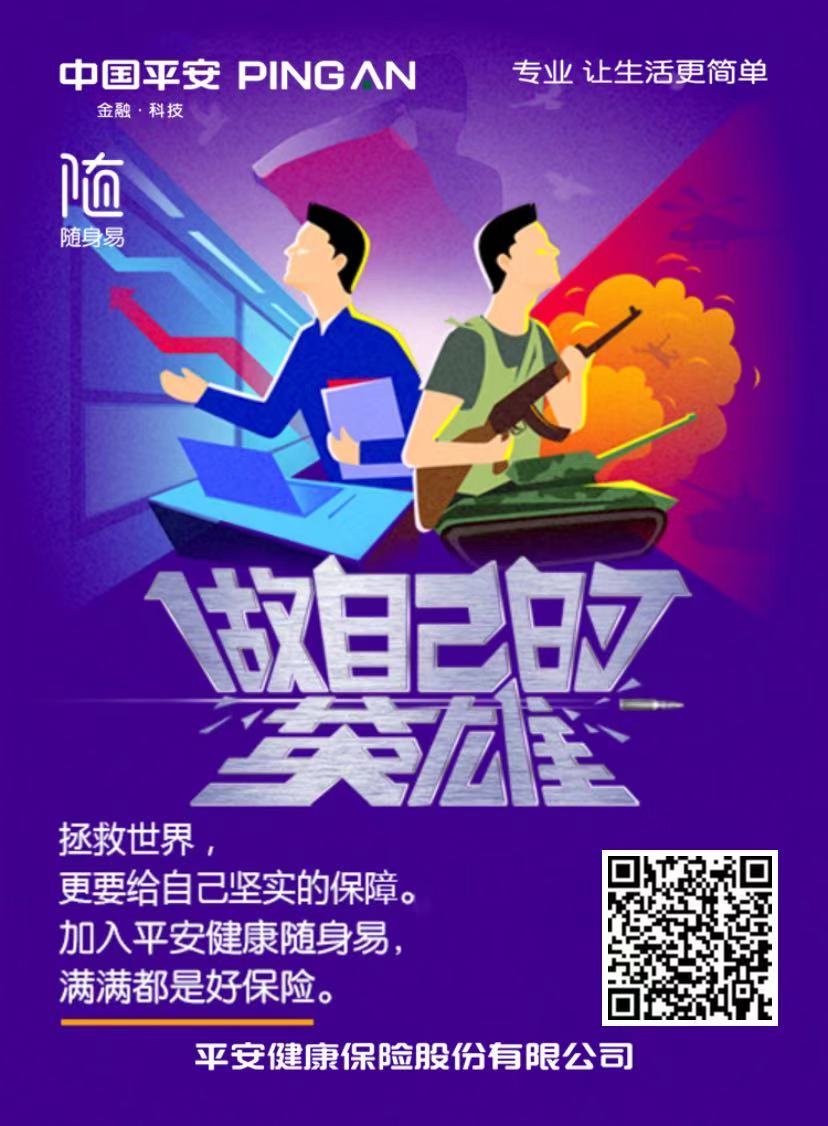 中国平安 PINGAN
金融·科技
专业 让生活更简单
随
随身易
做自己的
英雄
拯救世界，
更要给自己坚实的保障。
加入平安健康随身易，
满满都是好保险。
平安健康保险股份有限公司